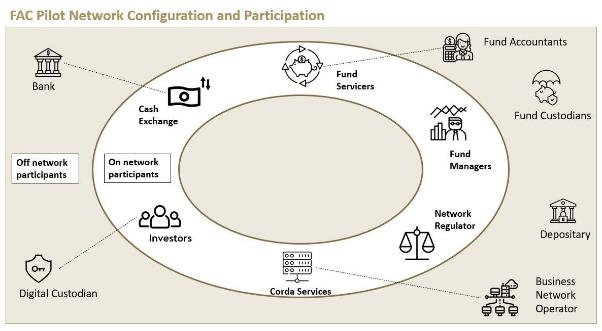 FAC Pilot Network Configuration and Participation
Bank
Cash
Exchange
Fund
Servicers
Fund Accountants
Fund Custodians
Fund
Managers
Off network
participants
On network
participants
Investors
Network
Regulator
Depositary
Digital Custodian
Corda Services
Business
Network
Operator